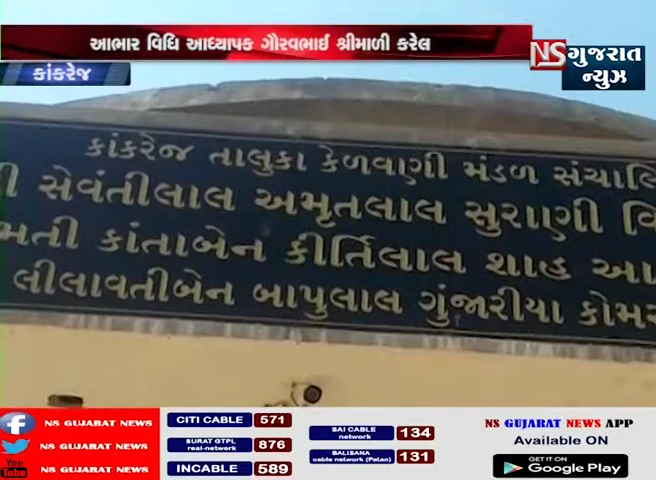 આભાર વિધિ આધ્યાપક ગૌરવભાઈ શ્રીમાળી કરેલ
NS ગુજરાત
ન્યુઝ
કાંકરેજ
કાંકરેજ તાલુકા કેળવણી મંડળ
સેવંતીલાલ અમૃતલાલ સુરાણી
કાંતાબેન કીર્તિલાલ શાહ
લીલાવતીબેન બાપુલાલ ગુંજારીયા
NS GUJARAT NEWS
NS GUJARAT NEWS
You Tube NS GUJARAT NEWS
CITI CABLE 571
SURAT GTPL real-network 876
INCABLE 589
SAI CABLE network 134
BALISANA cable network (Patan) 131
NS GUJARAT NEWS APP
Available ON
GET IT ON
Google Play